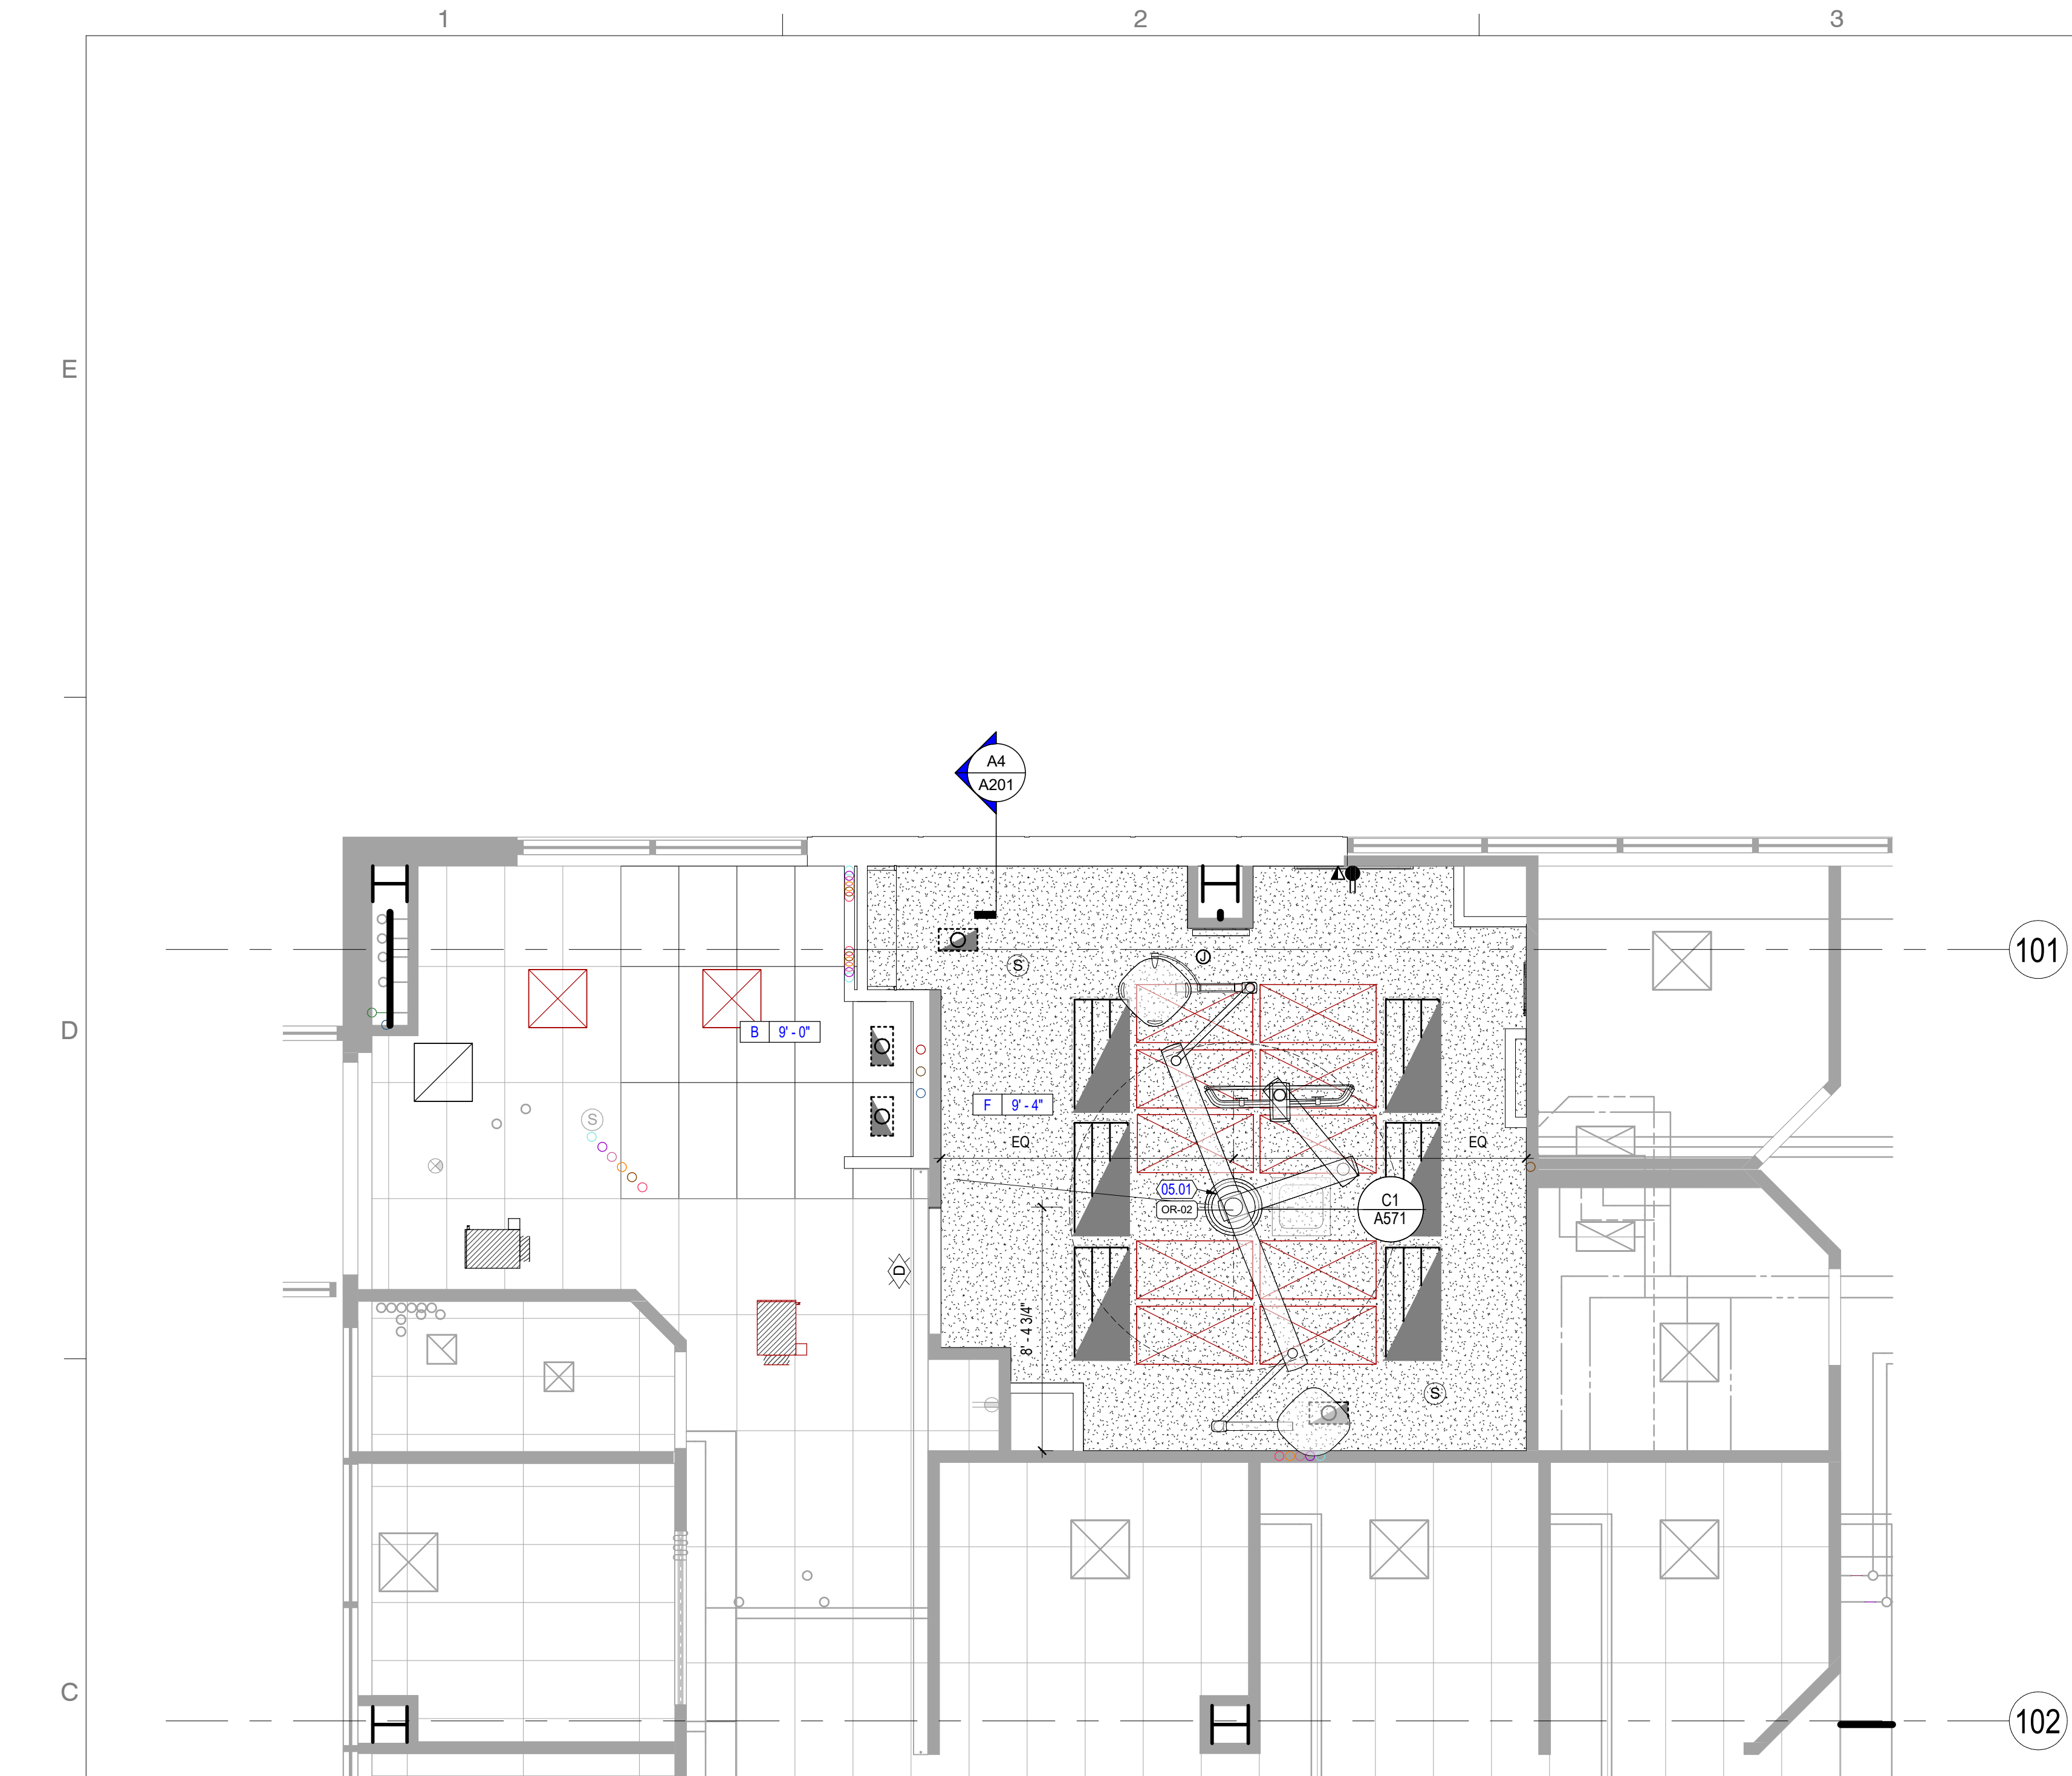 1
2
3
E
A4
A201
101
S
J
D
B 9' - 0"
F 9' - 4"
S
EQ
EQ
05.01
OR-02
C1
A571
D
8' - 4 3/4"
S
C
102